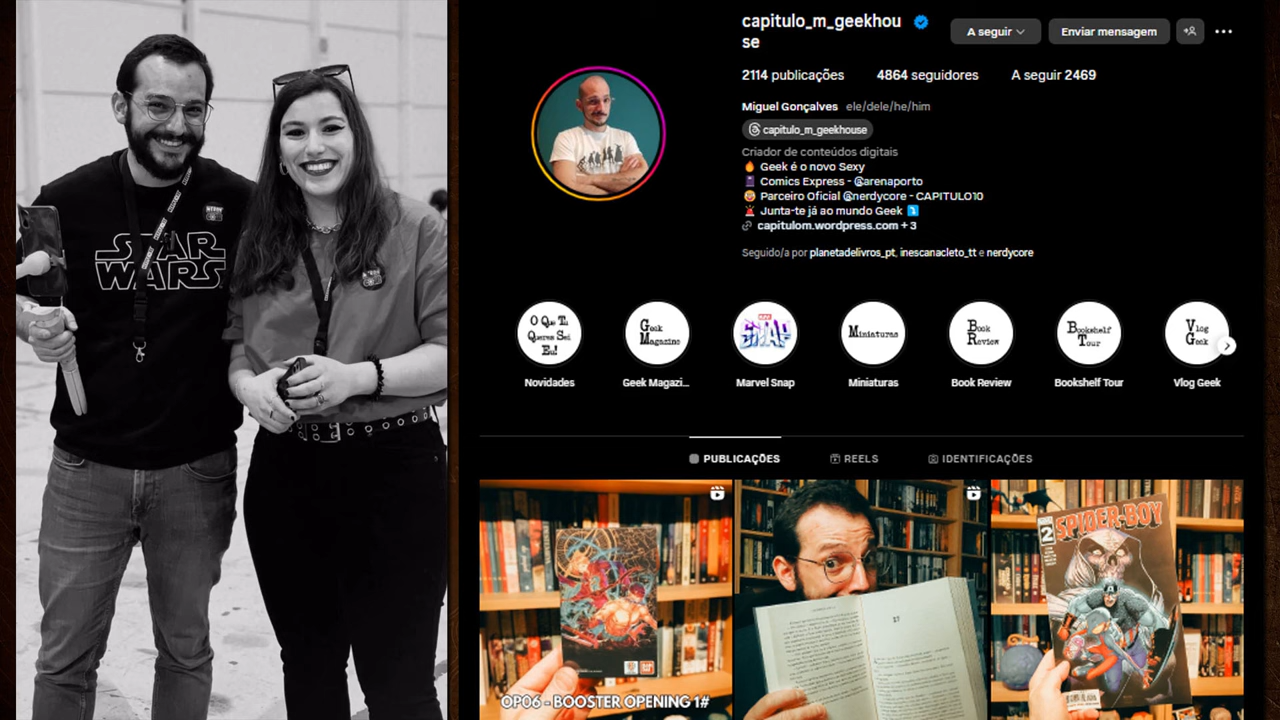 STAR
WARS
capitulo_m_geekhou
se
A seguir
Enviar mensagem
2114 publicações
4864 seguidores
A seguir 2469
Miguel Gonçalves ele/dele/he/him
capitulo_m_geekhouse
Criador de conteúdos digitais
🔥 Geek é o novo Sexy
Comics Express - @arenaporto
Parceiro Oficial @nerdycore - CAPITULO10
🚨 Junta-te já ao mundo Geek
capitulom.wordpress.com + 3
Seguido/a por planetadelivros_pt, inescanacleto_tt e nerdycore
O Que Tu
Queres Sei
Eu!
Geek
Magazine
SNAP
Miniaturas
Book
Review
Bookshelf
Tour
Vlog
Geek
Novidades
Geek Magazi...
Marvel Snap
Miniaturas
Book Review
Bookshelf Tour
Vlog Geek
PUBLICAÇÕES
REELS
IDENTIFICAÇÕES
OP06 - BOOSTER OPENING 1#
37
SPIDER-BOY
2